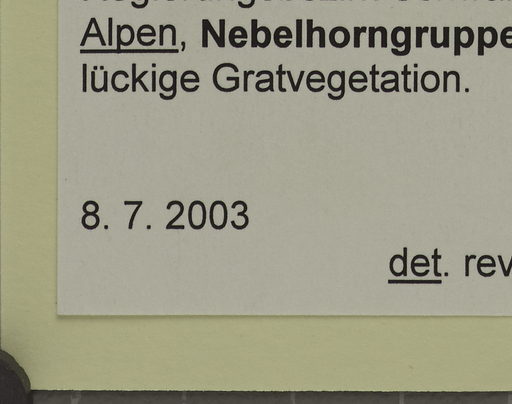 Alpen, Nebelhorngruppe
lückige Gratvegetation.
8. 7. 2003
det. rev